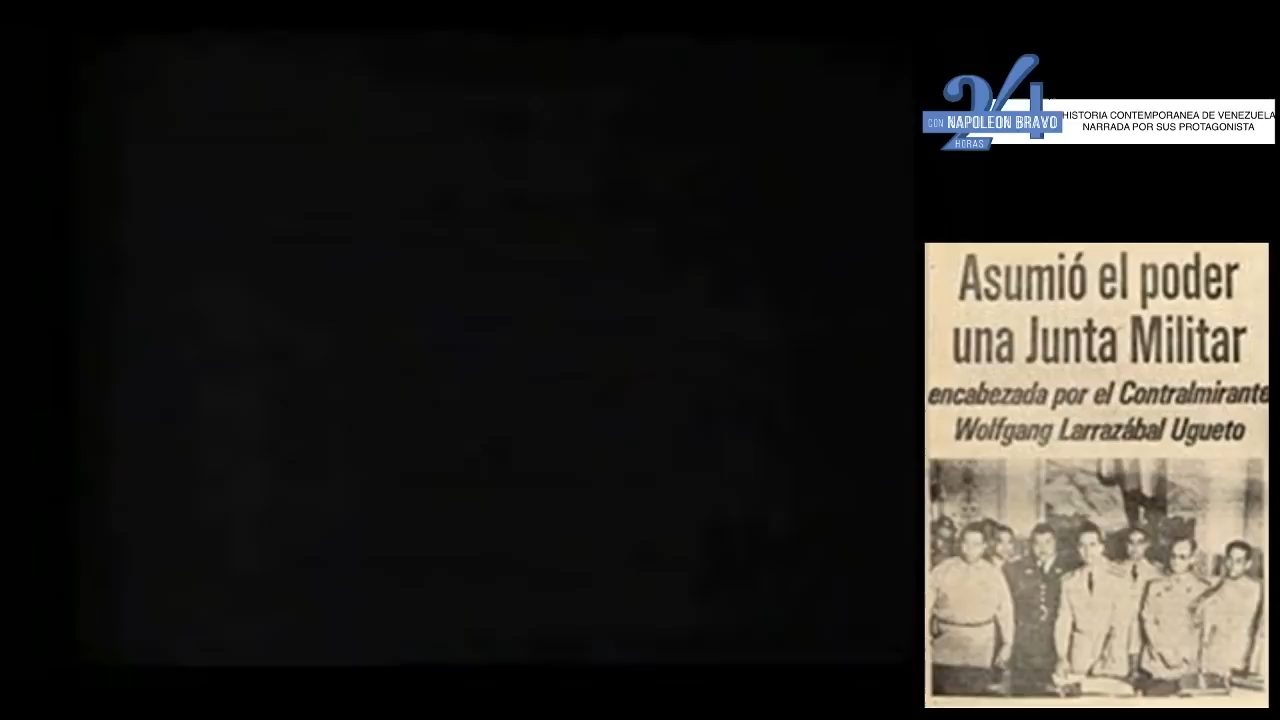 24
CON NAPOLEON BRAVO
HORAS
HISTORIA CONTEMPORANEA DE VENEZUELA
NARRADA POR SUS PROTAGONISTA
Asumió el poder
una Junta Militar
encabezada por el Contralmirante
Wolfgang Larrazábal Ugueto